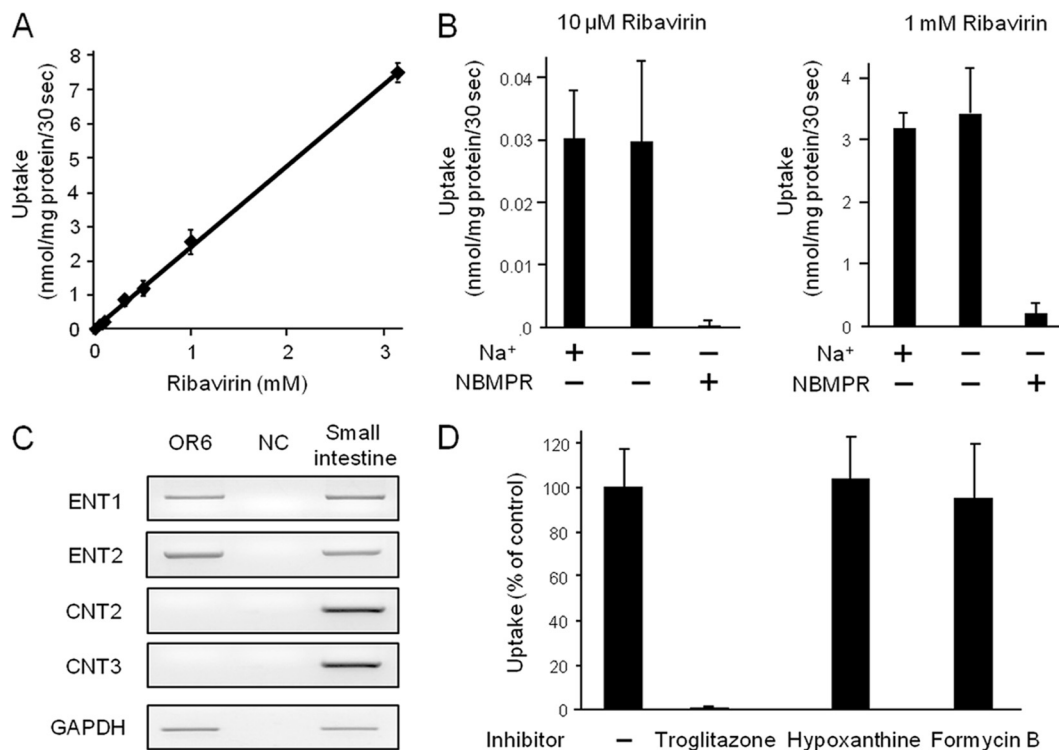 A
Uptake
(nmol/mg protein/30 sec)
8
7
6
5
4
3
2
1
0
0
1
2
3
Ribavirin (mM)
B
10 µM Ribavirin
Uptake
(nmol/mg protein/30 sec)
0.04
0.03
0.02
0.01
.0
Na⁺ + − −
NBMPR − − +
1 mM Ribavirin
Uptake
(nmol/mg protein/30 sec)
4
3
2
1
0
Na⁺ + − −
NBMPR − − +
C
OR6 NC Small
intestine
ENT1
ENT2
CNT2
CNT3
GAPDH
D
Uptake (% of control)
120
100
80
60
40
20
0
Inhibitor − Troglitazone Hypoxanthine Formycin B